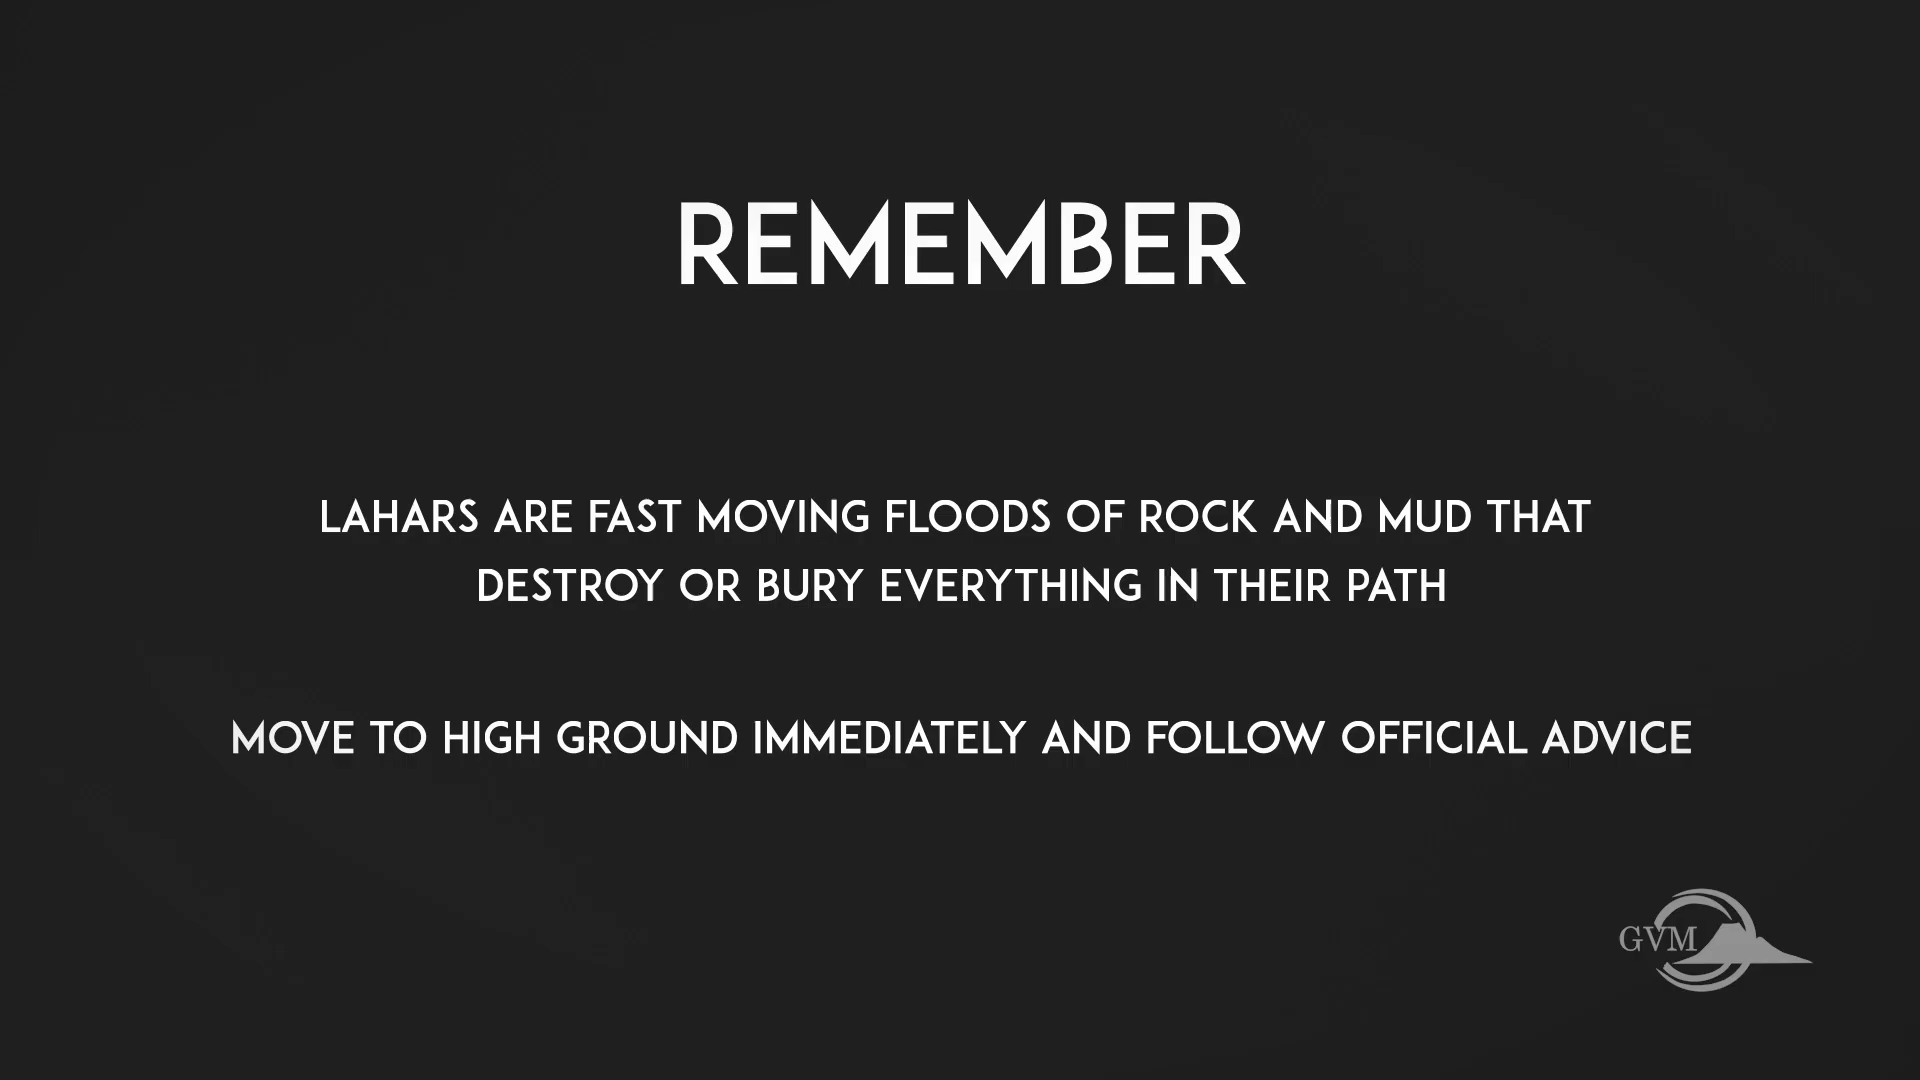 REMEMBER
LAHARS ARE FAST MOVING FLOODS OF ROCK AND MUD THAT
DESTROY OR BURY EVERYTHING IN THEIR PATH
MOVE TO HIGH GROUND IMMEDIATELY AND FOLLOW OFFICIAL ADVICE
GVM